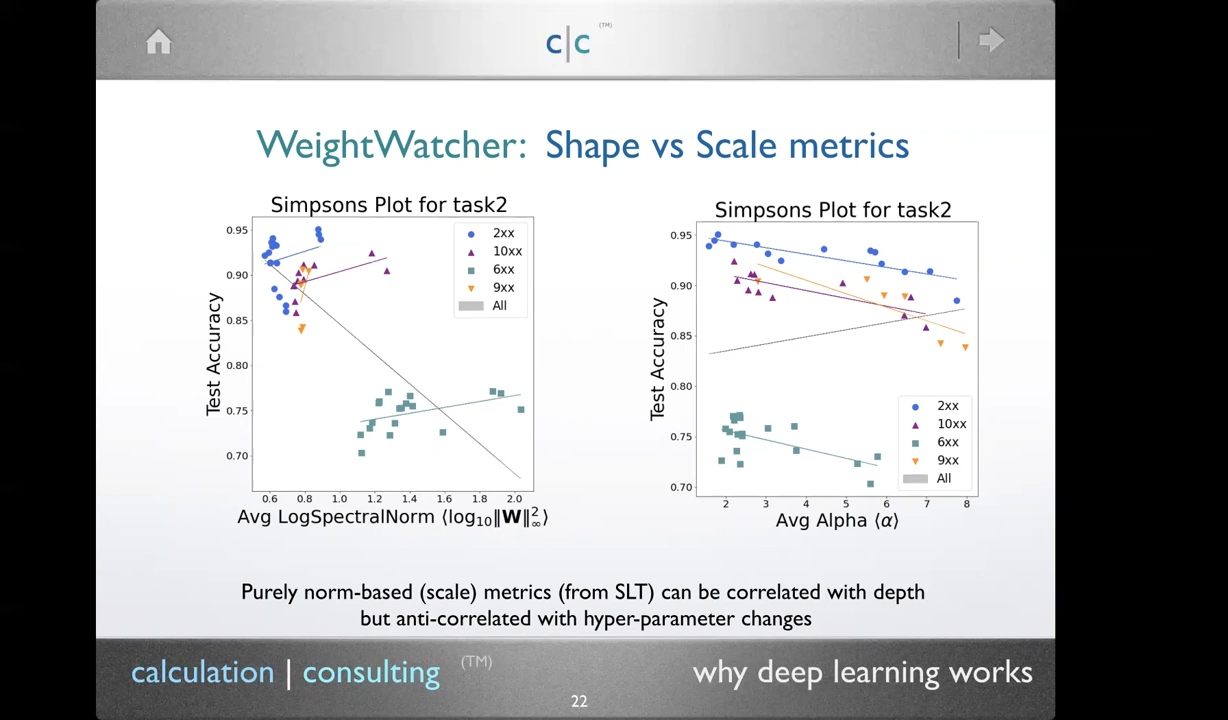 c|c (TM)
WeightWatcher: Shape vs Scale metrics
Simpsons Plot for task2
0.95
0.90
0.85
0.80
0.75
0.70
Test Accuracy
2xx
10xx
6xx
9xx
All
0.6 0.8 1.0 1.2 1.4 1.6 1.8 2.0
Avg LogSpectralNorm ⟨log₁₀‖W‖²∞⟩
Simpsons Plot for task2
0.95
0.90
0.85
0.80
0.75
0.70
Test Accuracy
2xx
10xx
6xx
9xx
All
2 3 4 5 6 7 8
Avg Alpha ⟨α⟩
Purely norm-based (scale) metrics (from SLT) can be correlated with depth
but anti-correlated with hyper-parameter changes
calculation | consulting (TM) why deep learning works
22